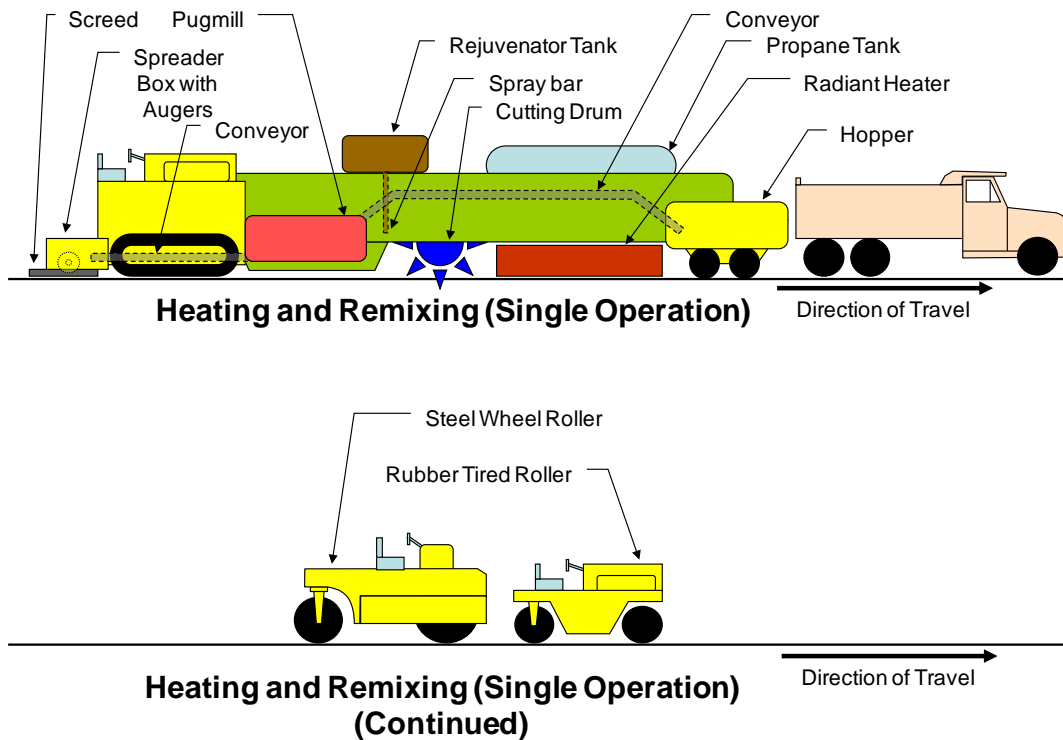 Screed
Pugmill
Conveyor
Rejuvenator Tank
Propane Tank
Spreader
Box with
Augers
Spray bar
Radiant Heater
Cutting Drum
Conveyor
Hopper
Heating and Remixing (Single Operation)
Direction of Travel
Steel Wheel Roller
Rubber Tired Roller
Direction of Travel
Heating and Remixing (Single Operation)
(Continued)